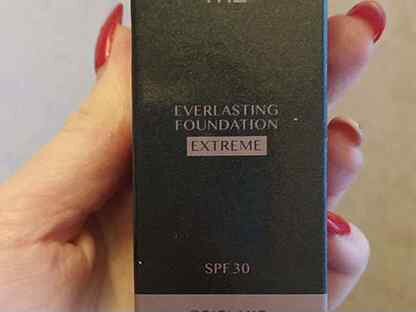 EVERLASTING
FOUNDATION
EXTREME
SPF 30